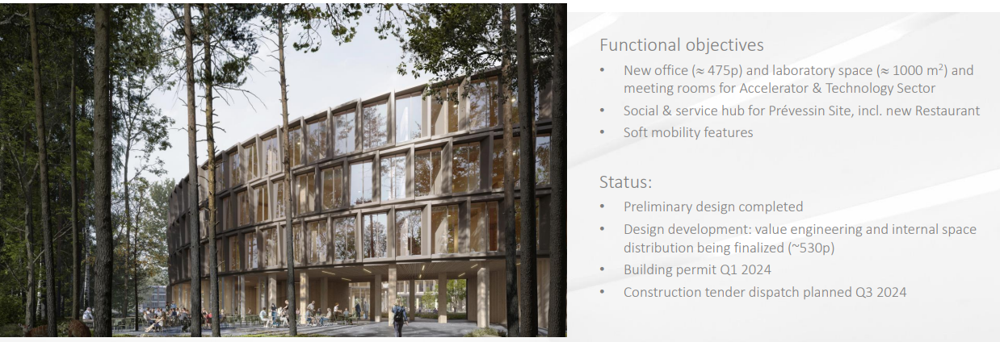 Functional objectives
• New office (≈ 475p) and laboratory space (≈ 1000 m²) and
meeting rooms for Accelerator & Technology Sector
• Social & service hub for Prévessin Site, incl. new Restaurant
• Soft mobility features
Status:
• Preliminary design completed
• Design development: value engineering and internal space
distribution being finalized (~530p)
• Building permit Q1 2024
• Construction tender dispatch planned Q3 2024